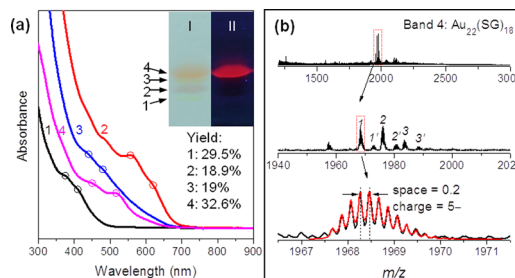 (a)
I II
4
3
2
1
1 4 3 2
Yield:
1: 29.5%
2: 18.9%
3: 19%
4: 32.6%
Absorbance
300 400 500 600 700 800 900
Wavelength (nm)
(b)
Band 4: Au22(SG)18
1500 2000 2500 3000
1 1' 2 2' 3 3'
1940 1960 1980 2000 2020
space = 0.2
charge = 5–
1967 1968 1969 1970 1971
m/z